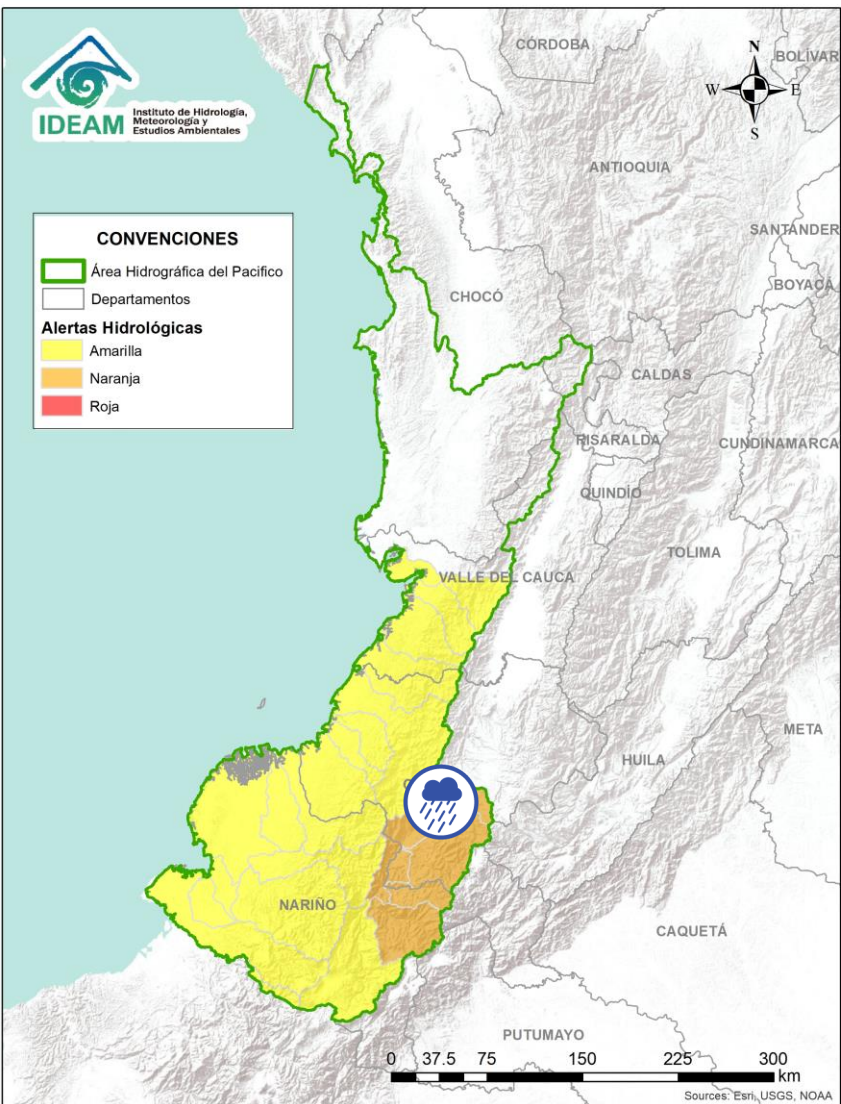 IDEAM
Instituto de Hidrología,
Meteorología y
Estudios Ambientales
CÓRDOBA
BOLÍVAR
N
W
E
S
ANTIOQUIA
SANTANDER
BOYACÁ
CONVENCIONES
Área Hidrográfica del Pacifico
Departamentos
Alertas Hidrológicas
Amarilla
Naranja
Roja
CHOCÓ
CALDAS
RISARALDA
CUNDINAMARCA
QUINDÍO
TOLIMA
VALLE DEL CAUCA
META
HUILA
NARIÑO
CAQUETÁ
PUTUMAYO
0 37.5 75 150 225 300
km
Sources: Esri, USGS, NOAA